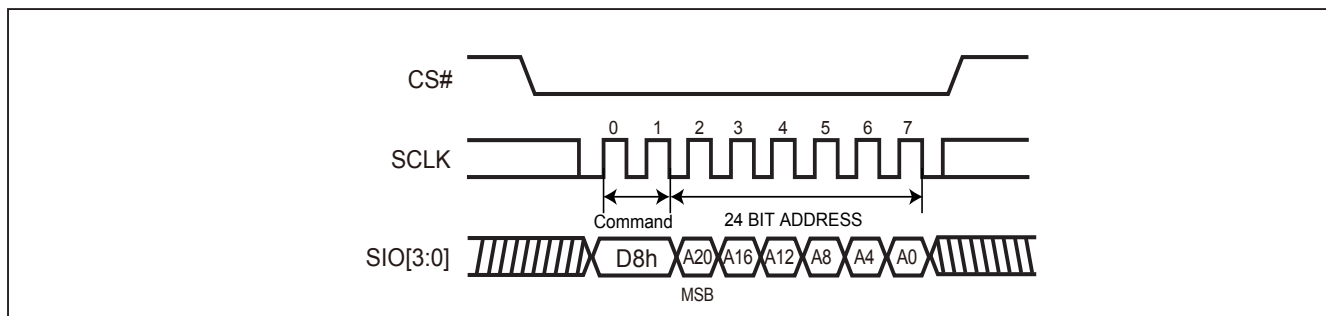 CS#
0 1 2 3 4 5 6 7
SCLK
Command 24 BIT ADDRESS
SIO[3:0] D8h A20 A16 A12 A8 A4 A0
MSB